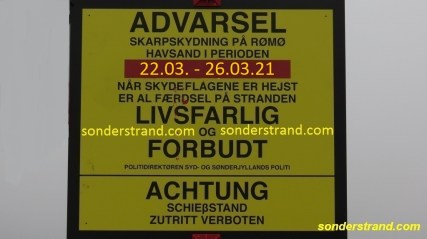 ADVARSEL
SKARPSKYDNING PÅ RØMØ
HAVSAND I PERIODEN
22.03. - 26.03.21
NÅR SKYDEFLAGENE ER HEJST
ER AL FÆRDSEL PÅ STRANDEN
LIVSFARLIG
sonderstrand.com OG sonderstrand.com
FORBUDT
POLITIDIREKTØREN SYD- OG SØNDERJYLLANDS POLITI
ACHTUNG
SCHIEβSTAND
ZUTRITT VERBOTEN
sonderstrand.com